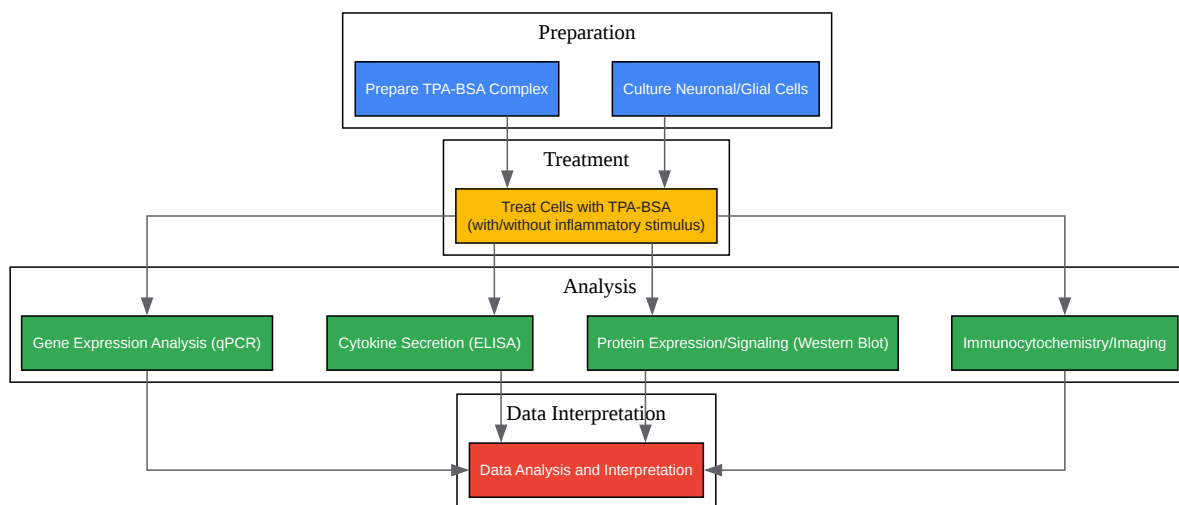 Preparation
Prepare TPA-BSA Complex
Culture Neuronal/Glial Cells
Treatment
Treat Cells with TPA-BSA
(with/without inflammatory stimulus)
Analysis
Gene Expression Analysis (qPCR)
Cytokine Secretion (ELISA)
Protein Expression/Signaling (Western Blot)
Immunocytochemistry/Imaging
Data Interpretation
Data Analysis and Interpretation